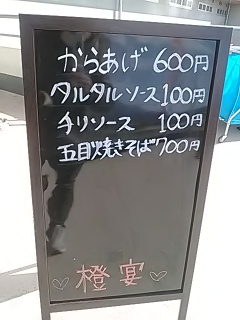 からあげ 600円
タルタルソース 100円
チリソース 100円
五目焼きそば 700円
橙宴